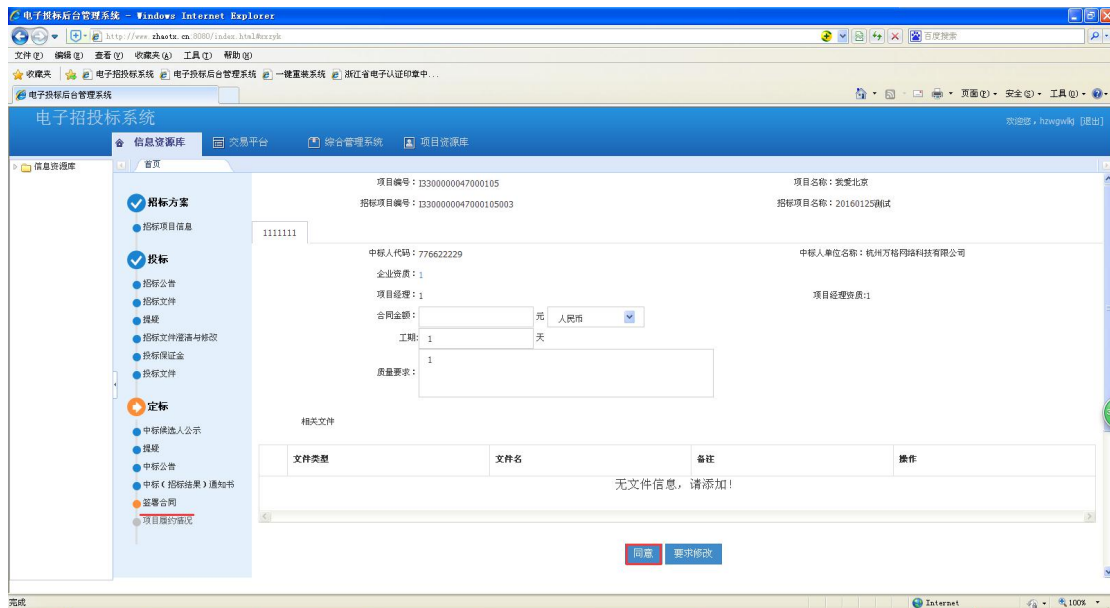 电子投标后台管理系统 - Windows Internet Explorer
http://www.zhaotx.cn:8080/index.html#xxzyk
百度搜索
文件(F) 编辑(E) 查看(V) 收藏夹(A) 工具(T) 帮助(H)
收藏夹 电子招投标系统 电子投标后台管理系统 一键重装系统 浙江省电子认证印章中...
电子投标后台管理系统
页面(P) 安全(S) 工具(O)
电子招投标系统
欢迎您，hzwgwlkj [退出]
信息资源库 交易平台 综合管理系统 项目资源库
信息资源库
首页
招标方案
招标项目信息
投标
招标公告
招标文件
提疑
招标文件澄清与修改
投标保证金
投标文件
定标
中标候选人公示
提疑
中标公告
中标(招标结果)通知书
签署合同
项目履约情况
项目编号：I3300000047000105 项目名称：我爱北京
招标项目编号：I3300000047000105003 招标项目名称：20160125测试
1111111
中标人代码：776622229 中标人单位名称：杭州万格网络科技有限公司
企业资质：1
项目经理：1 项目经理资质:1
合同金额： 元 人民币
工期: 1 天
质量要求： 1
相关文件
文件类型 文件名 备注 操作
无文件信息，请添加！
同意 要求修改
完成 Internet 100%